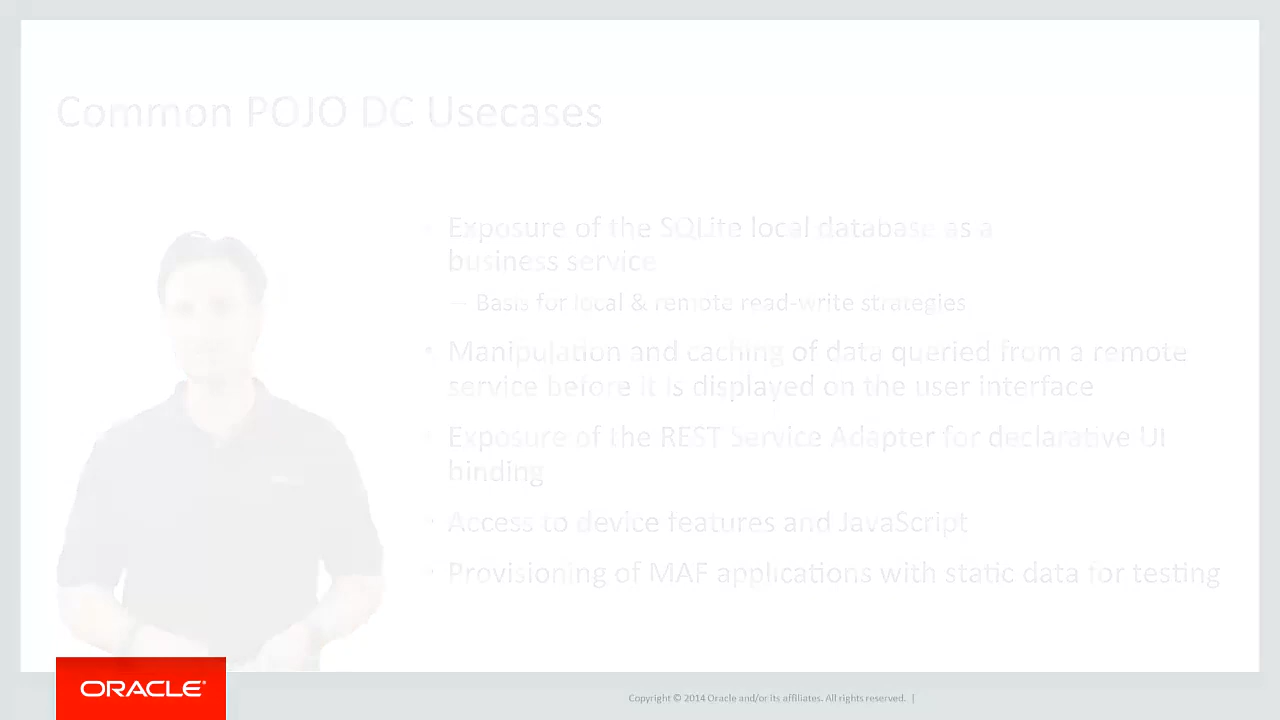 Common POJO DC Usecases
• Exposure of the SQLite local database as a
business service
– Basis for local & remote read-write strategies
• Manipulation and caching of data queried from a remote
service before it is displayed on the user interface
• Exposure of the REST Service Adapter for declarative UI
binding
• Access to device features and JavaScript
• Provisioning of MAF applications with static data for testing
ORACLE®
Copyright © 2014 Oracle and/or its affiliates. All rights reserved. |